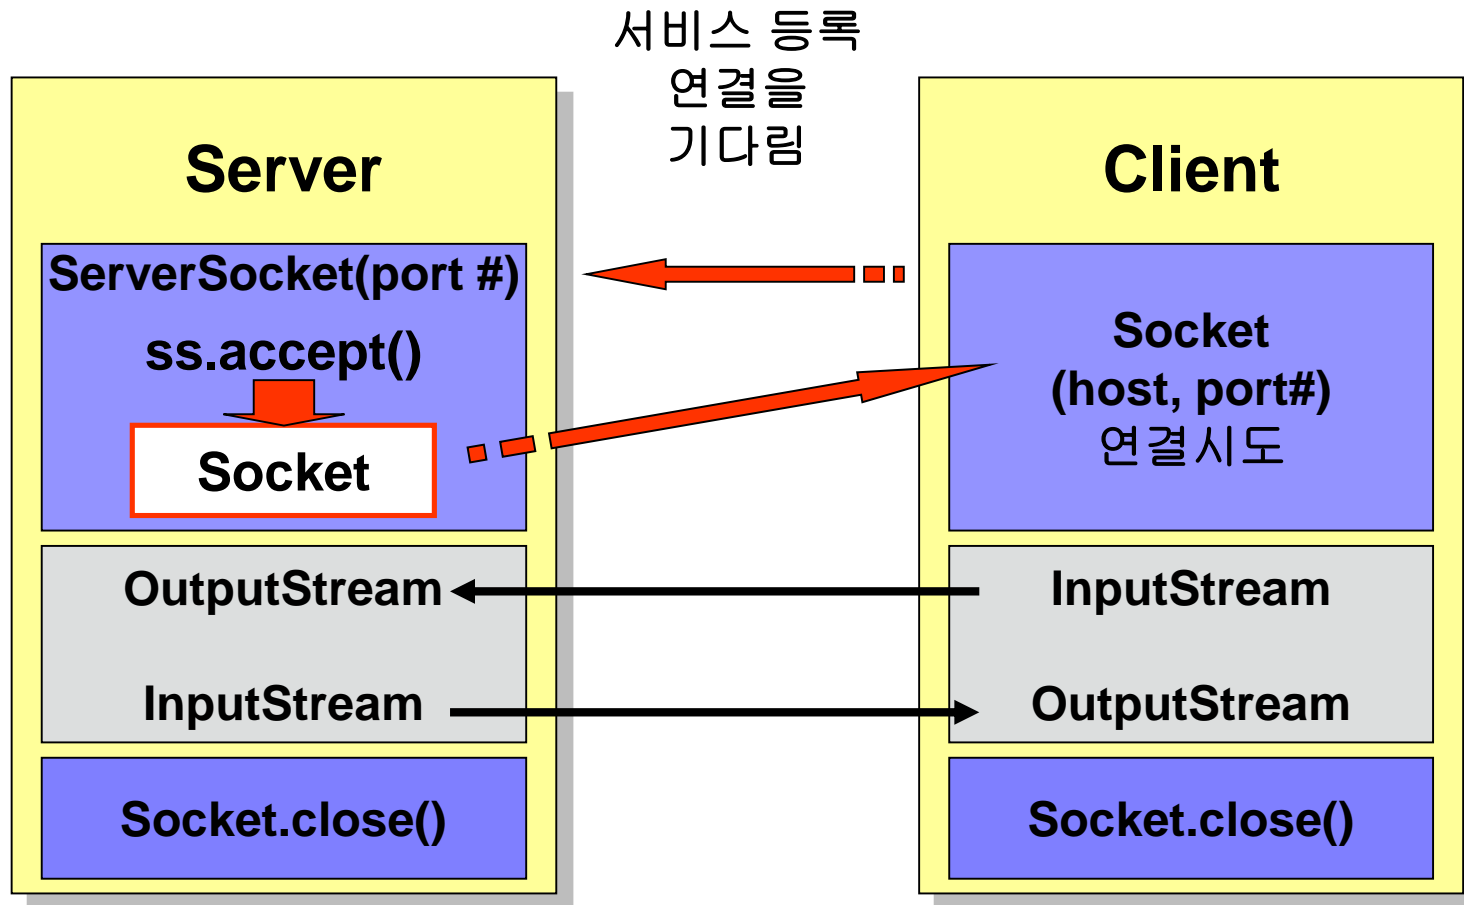 서비스 등록
연결을
기다림
Server
ServerSocket(port #)
ss.accept()
Socket
OutputStream
InputStream
Socket.close()
Client
Socket
(host, port#)
연결시도
InputStream
OutputStream
Socket.close()